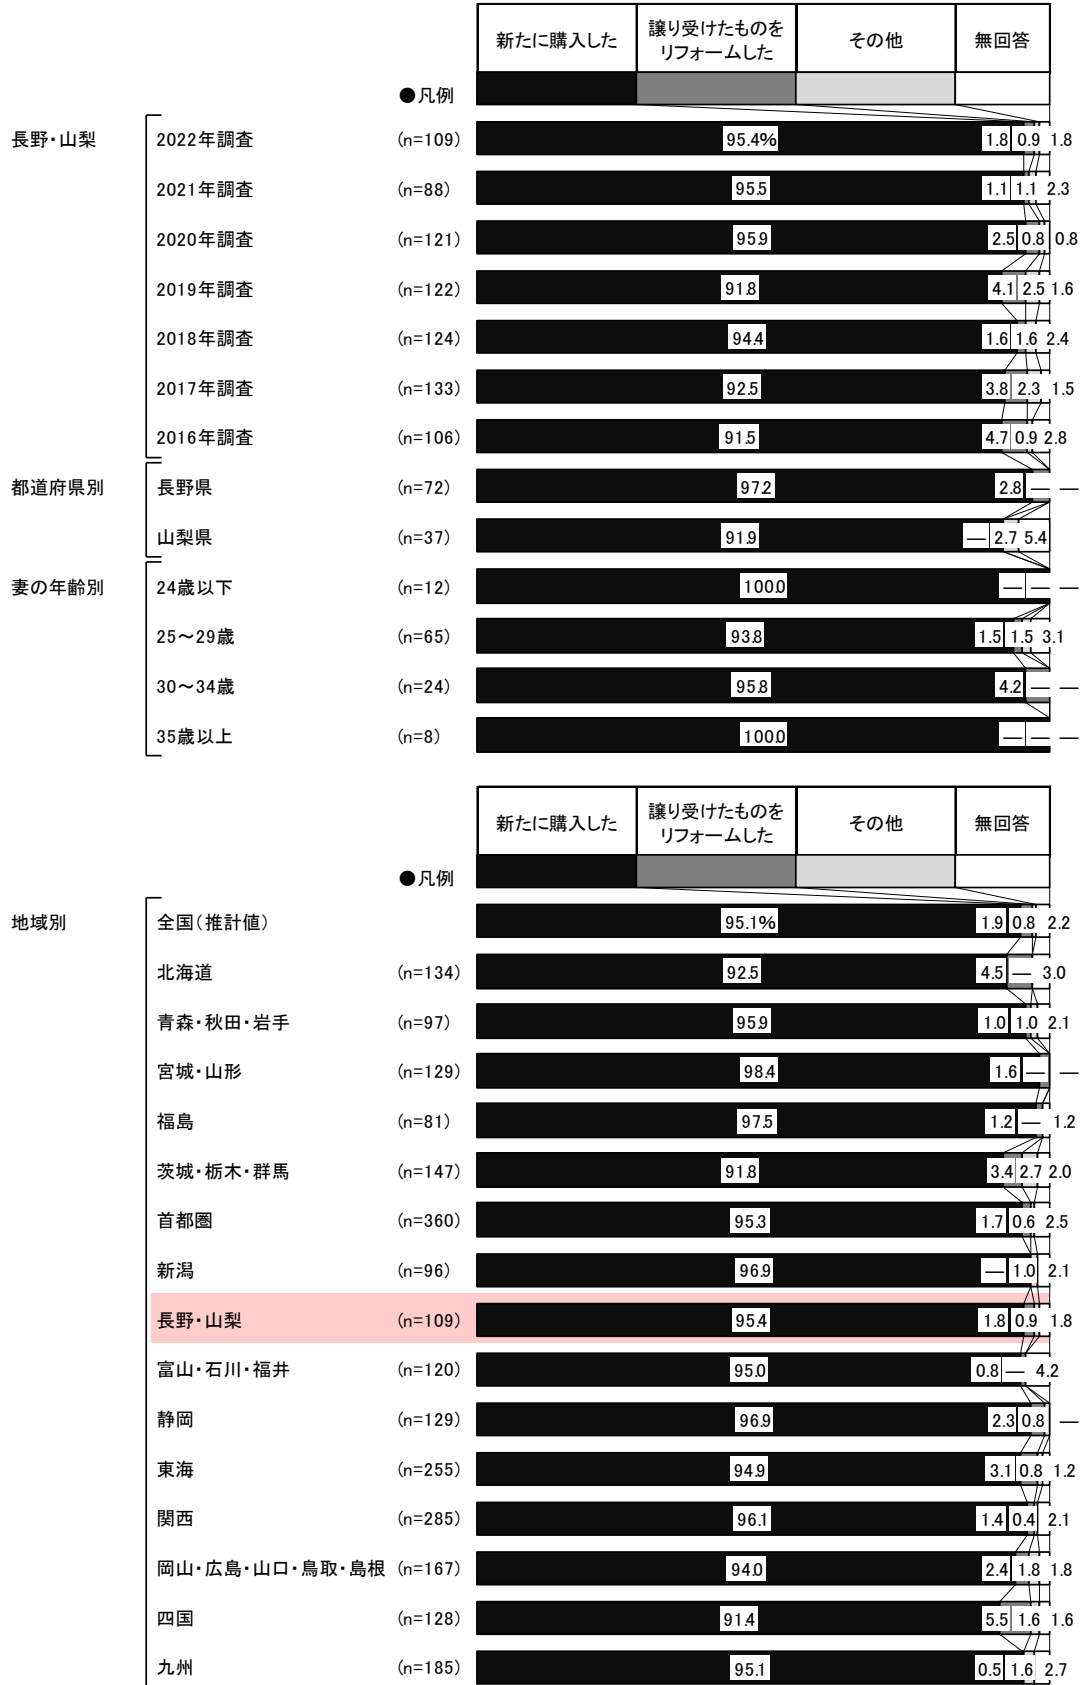 新たに購入した 譲り受けたものを
リフォームした その他 無回答
●凡例
長野・山梨 2022年調査 (n=109) 95.4% 1.8 0.9 1.8
2021年調査 (n=88) 95.5 1.1 1.1 2.3
2020年調査 (n=121) 95.9 2.5 0.8 0.8
2019年調査 (n=122) 91.8 4.1 2.5 1.6
2018年調査 (n=124) 94.4 1.6 1.6 2.4
2017年調査 (n=133) 92.5 3.8 2.3 1.5
2016年調査 (n=106) 91.5 4.7 0.9 2.8
都道府県別 長野県 (n=72) 97.2 2.8 — —
山梨県 (n=37) 91.9 — 2.7 5.4
妻の年齢別 24歳以下 (n=12) 100.0 — — —
25～29歳 (n=65) 93.8 1.5 1.5 3.1
30～34歳 (n=24) 95.8 4.2 — —
35歳以上 (n=8) 100.0 — — —
新たに購入した 譲り受けたものを
リフォームした その他 無回答
●凡例
地域別 全国(推計値) 95.1% 1.9 0.8 2.2
北海道 (n=134) 92.5 4.5 — 3.0
青森・秋田・岩手 (n=97) 95.9 1.0 1.0 2.1
宮城・山形 (n=129) 98.4 1.6 — —
福島 (n=81) 97.5 1.2 — 1.2
茨城・栃木・群馬 (n=147) 91.8 3.4 2.7 2.0
首都圏 (n=360) 95.3 1.7 0.6 2.5
新潟 (n=96) 96.9 — 1.0 2.1
長野・山梨 (n=109) 95.4 1.8 0.9 1.8
富山・石川・福井 (n=120) 95.0 0.8 — 4.2
静岡 (n=129) 96.9 2.3 0.8 —
東海 (n=255) 94.9 3.1 0.8 1.2
関西 (n=285) 96.1 1.4 0.4 2.1
岡山・広島・山口・鳥取・島根 (n=167) 94.0 2.4 1.8 1.8
四国 (n=128) 91.4 5.5 1.6 1.6
九州 (n=185) 95.1 0.5 1.6 2.7